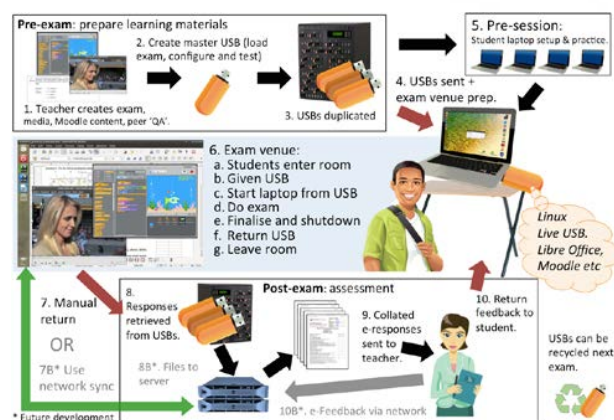 Pre-exam: prepare learning materials
2. Create master USB (load
exam, configure and test)
1. Teacher creates exam,
media, Moodle content, peer 'QA'.
3. USBs duplicated
5. Pre-session:
Student laptop setup & practice.
4. USBs sent +
exam venue prep.
6. Exam venue:
a. Students enter room
b. Given USB
c. Start laptop from USB
d. Do exam
e. Finalise and shutdown
f. Return USB
g. Leave room
Linux
Live USB.
Libre Office,
Moodle etc
7. Manual
return
OR
7B* Use
network sync
* Future development
Post-exam: assessment
8.
Responses
retrieved
from USBs.
8B*. Files to
server
9. Collated
e-responses
sent to
teacher.
10B*. e-Feedback via network
10. Return
feedback to
student.
USBs can be
recycled next
exam.